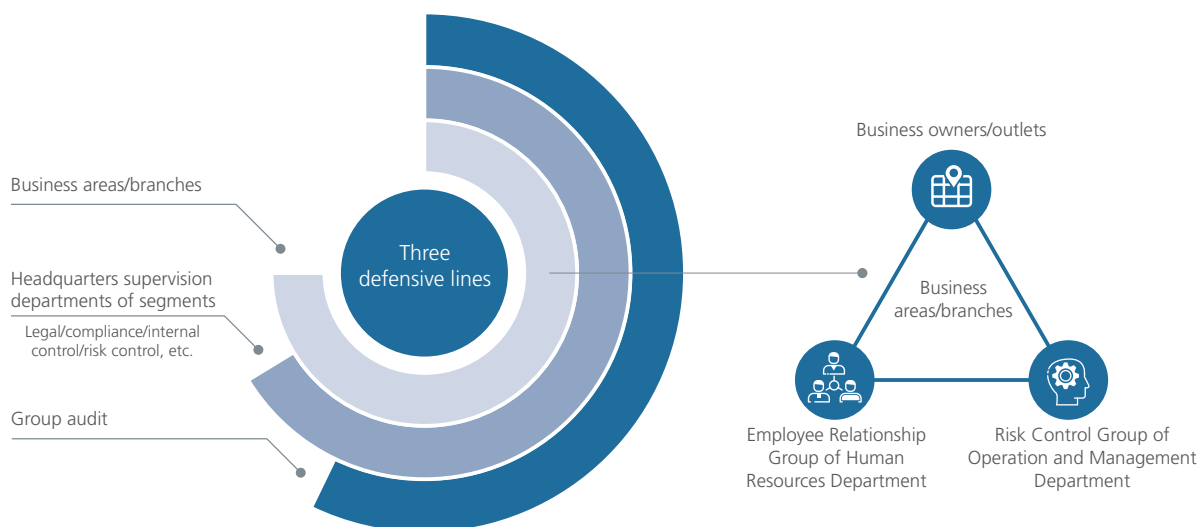 Business areas/branches
Headquarters supervision
departments of segments
Legal/compliance/internal
control/risk control, etc.
Group audit
Three
defensive lines
Business owners/outlets
Business
areas/branches
Employee Relationship
Group of Human
Resources Department
Risk Control Group of
Operation and Management
Department